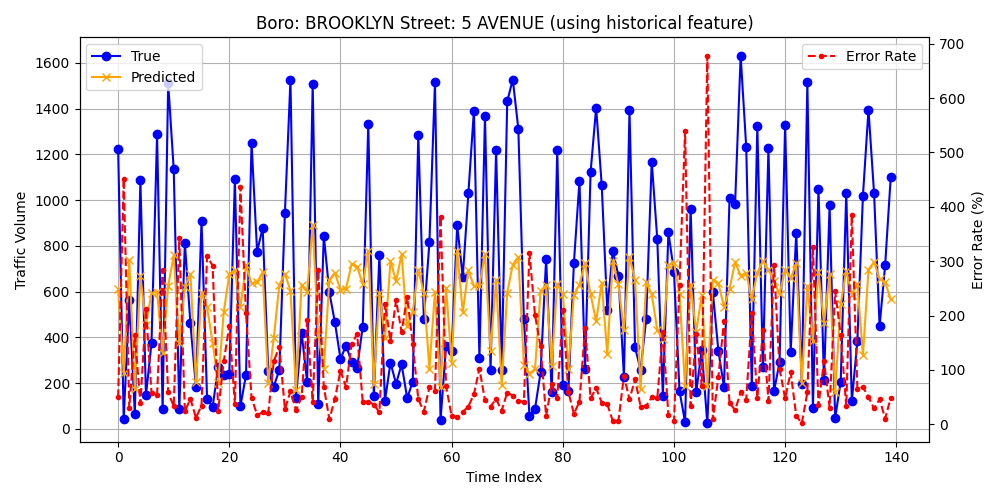 Boro: BROOKLYN Street: 5 AVENUE (using historical feature)
True
Predicted
Error Rate
Traffic Volume
1600
1400
1200
1000
800
600
400
200
0
700
600
500
400
300
200
100
0
Error Rate (%)
0 20 40 60 80 100 120 140
Time Index